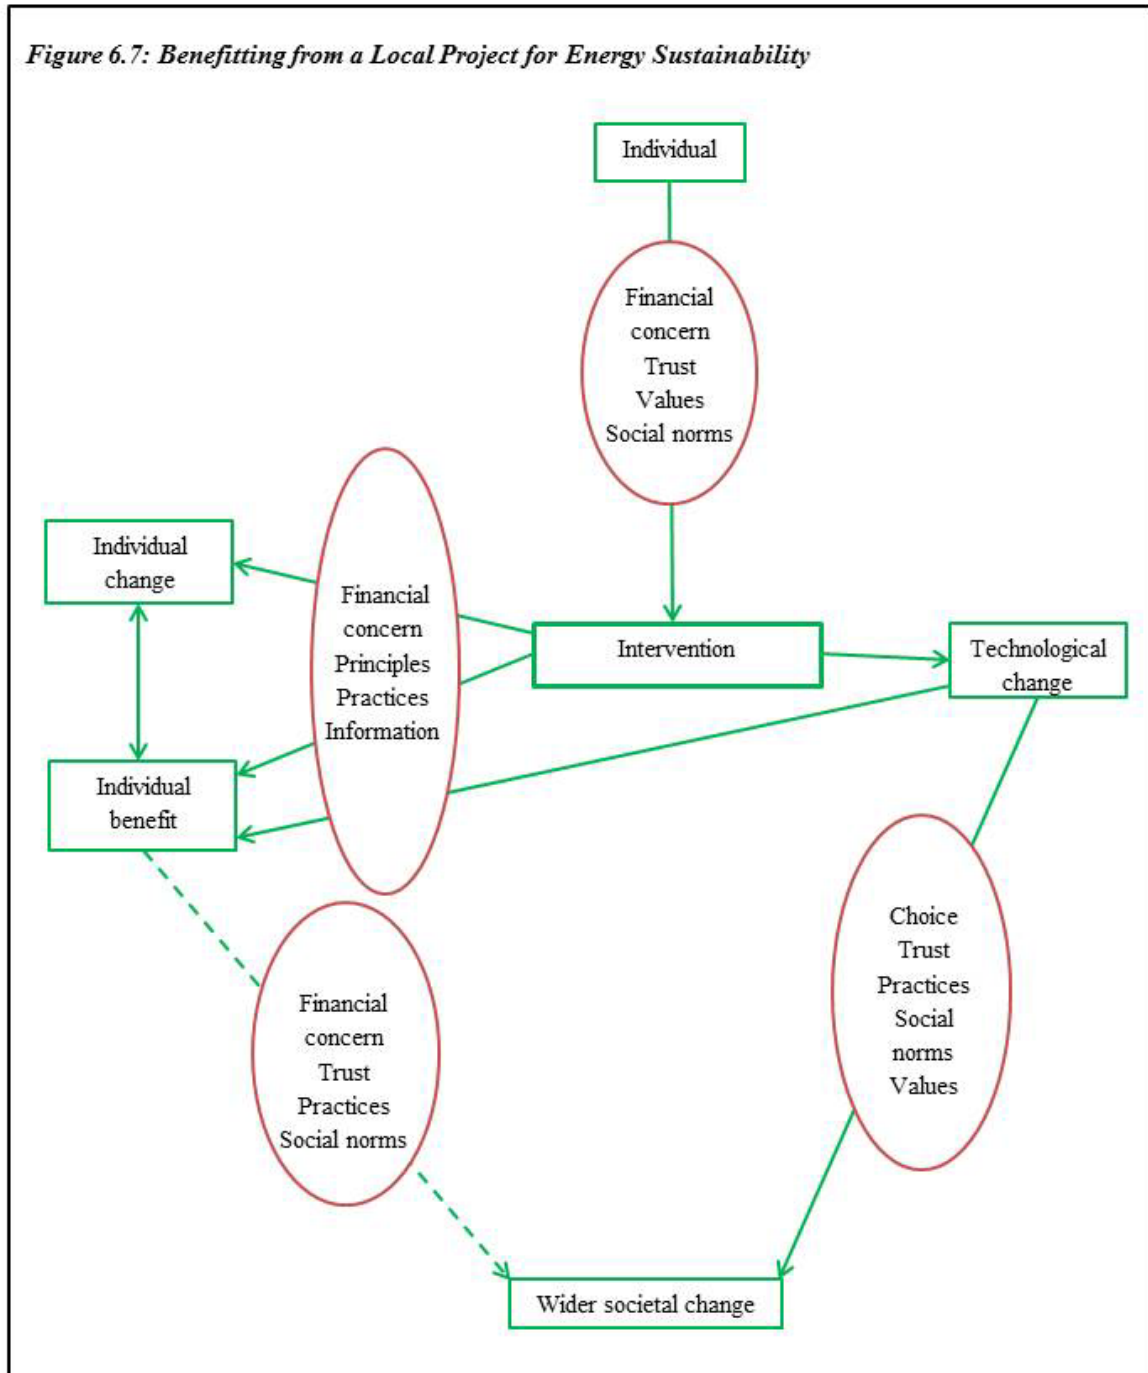 Figure 6.7: Benefitting from a Local Project for Energy Sustainability
Individual
Financial
concern
Trust
Values
Social norms
Individual
change
Financial
concern
Principles
Practices
Information
Intervention
Technological
change
Individual
benefit
Choice
Trust
Practices
Social
norms
Values
Financial
concern
Trust
Practices
Social norms
Wider societal change